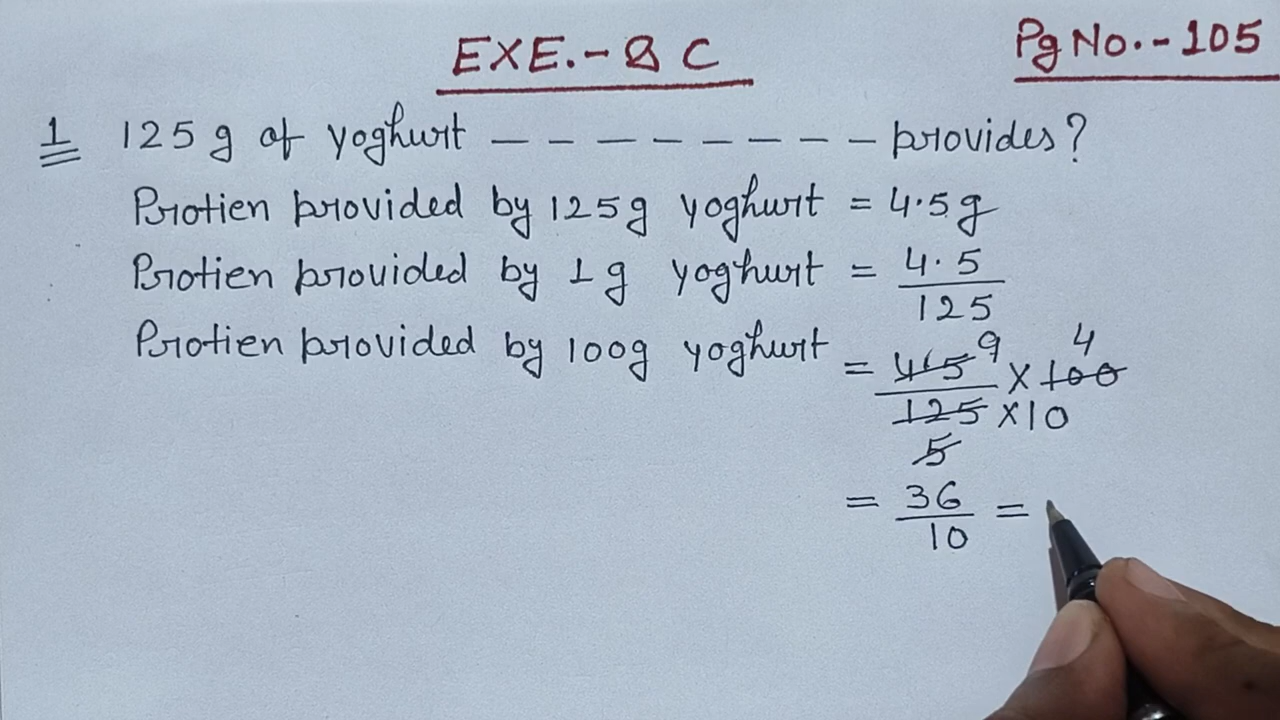 EXE.-8 C
Pg No.-105
1 125 g of yoghurt --------- provides?
Protien provided by 125g yoghurt = 4.5g
Protien provided by 1g yoghurt = 4.5/125
Protien provided by 100g yoghurt = 45/125×10 × 100
9
4
5
= 36/10 =